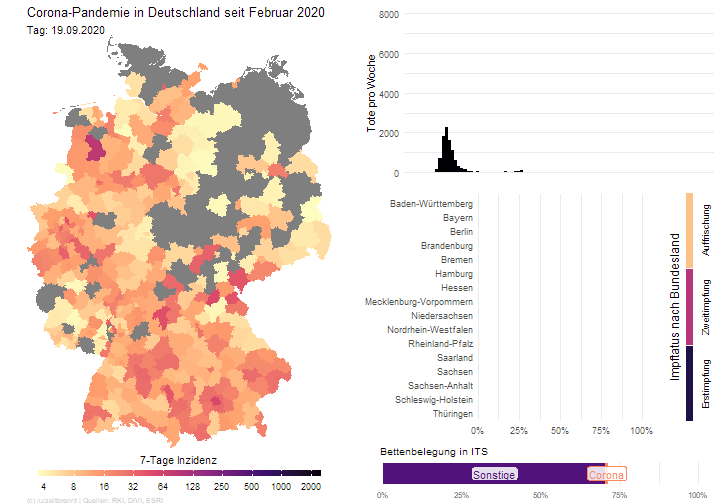 Corona-Pandemie in Deutschland seit Februar 2020
Tag: 19.09.2020
7-Tage Inzidenz
4 8 16 32 64 128 200 400 1000 2000
(c) /u/zeitbrennt | Quellen: RKI, DIVI, ESRI
8000
6000
4000
2000
0
Tote pro Woche
Baden-Württemberg
Bayern
Berlin
Brandenburg
Bremen
Hamburg
Hessen
Mecklenburg-Vorpommern
Niedersachsen
Nordrhein-Westfalen
Rheinland-Pfalz
Saarland
Sachsen
Sachsen-Anhalt
Schleswig-Holstein
Thüringen
0% 25% 50% 75% 100%
Impfstatus nach Bundesland
Auffrischung
Zweitimpfung
Erstimpfung
Bettenbelegung in ITS
Sonstige
Corona
0% 25% 50% 75% 100%